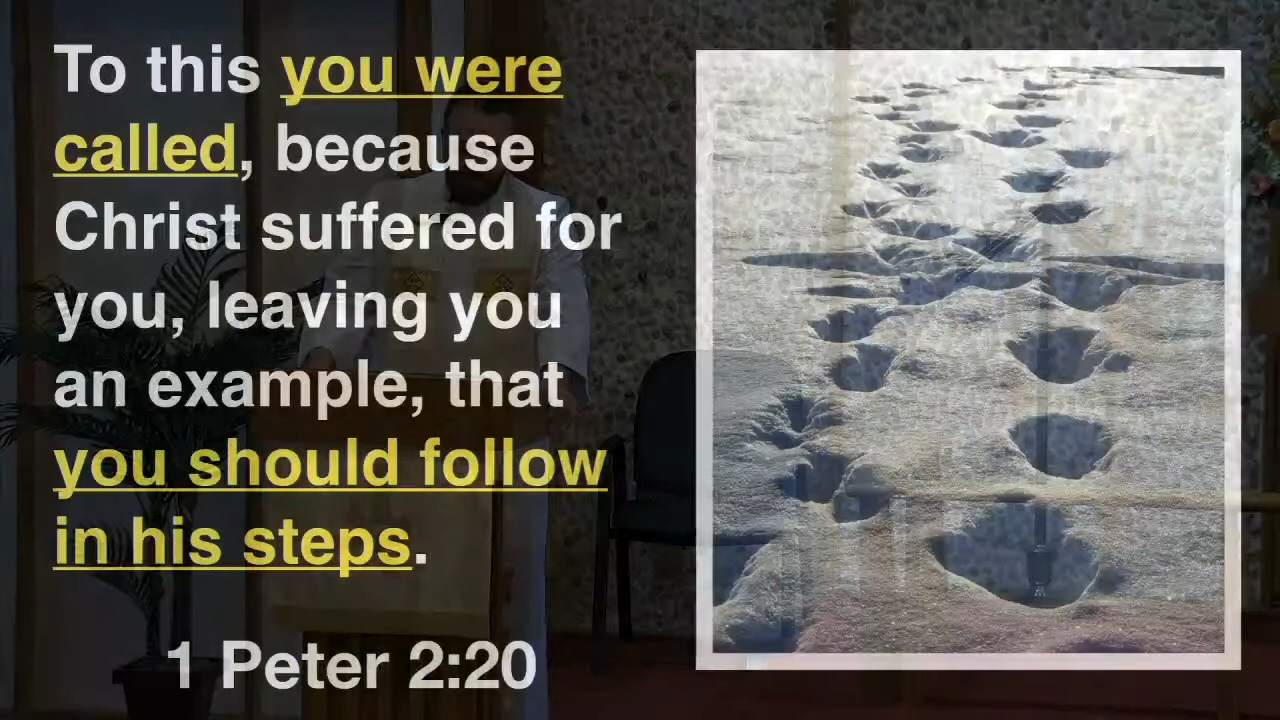 To this you were
called, because
Christ suffered for
you, leaving you
an example, that
you should follow
in his steps.
1 Peter 2:20